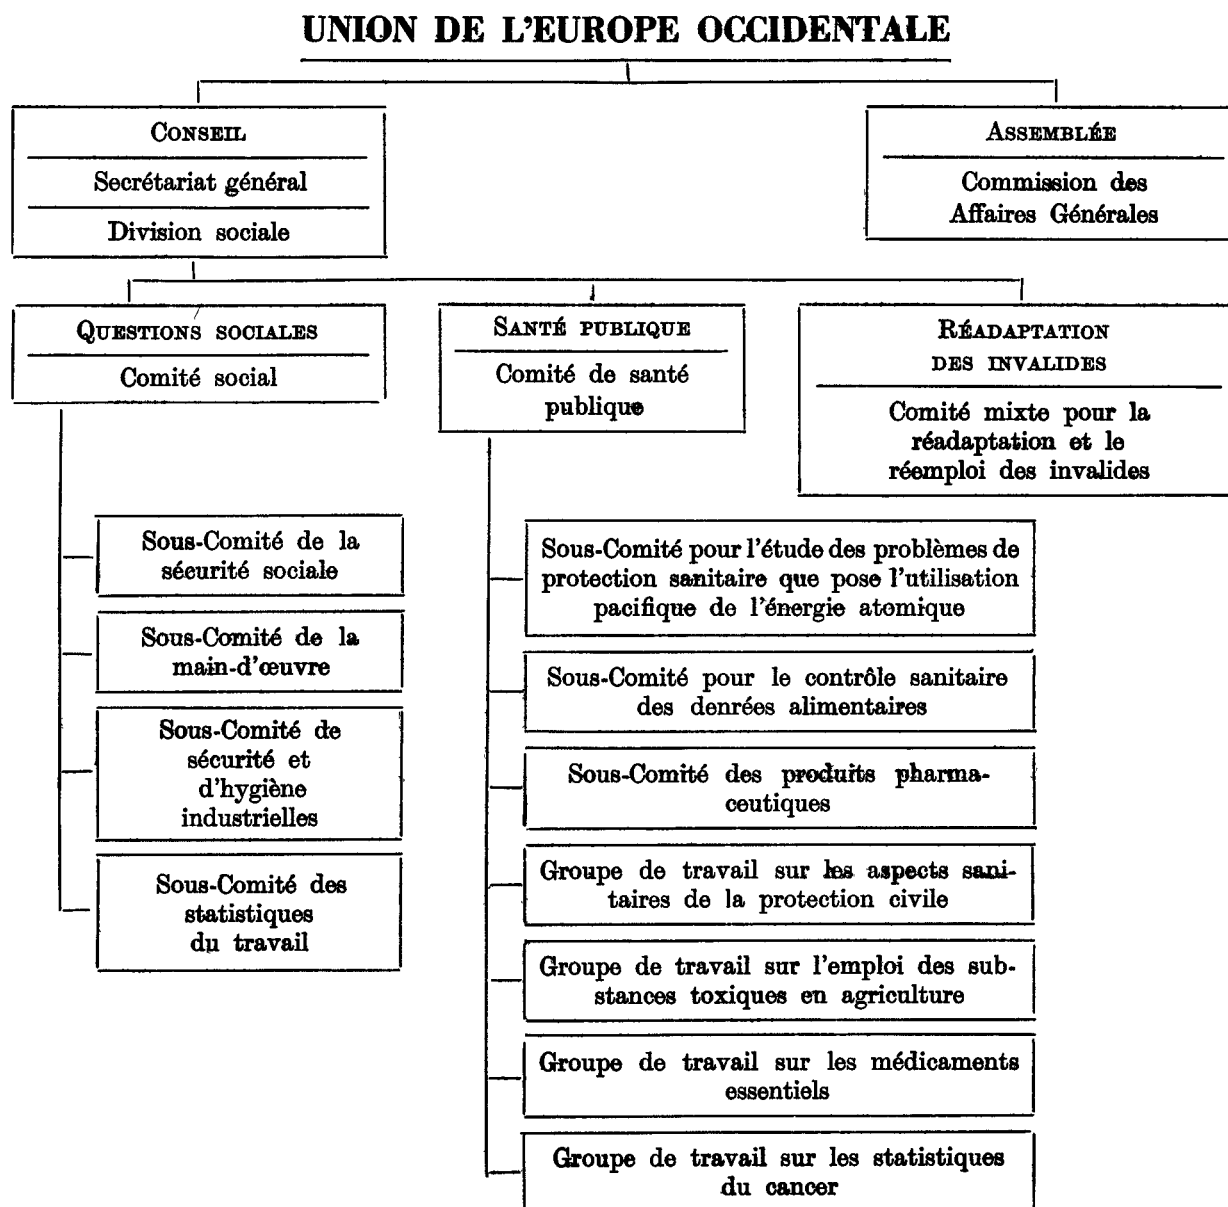 UNION DE L'EUROPE OCCIDENTALE
CONSEIL
Secrétariat général
Division sociale
ASSEMBLÉE
Commission des
Affaires Générales
QUESTIONS SOCIALES
Comité social
Sous-Comité de la
sécurité sociale
Sous-Comité de la
main-d'œuvre
Sous-Comité de
sécurité et
d'hygiène
industrielles
Sous-Comité des
statistiques
du travail
SANTÉ PUBLIQUE
Comité de santé
publique
Sous-Comité pour l'étude des problèmes de
protection sanitaire que pose l'utilisation
pacifique de l'énergie atomique
Sous-Comité pour le contrôle sanitaire
des denrées alimentaires
Sous-Comité des produits pharma-
ceutiques
Groupe de travail sur les aspects sani-
taires de la protection civile
Groupe de travail sur l'emploi des sub-
stances toxiques en agriculture
Groupe de travail sur les médicaments
essentiels
Groupe de travail sur les statistiques
du cancer
RÉADAPTATION
DES INVALIDES
Comité mixte pour la
réadaptation et le
réemploi des invalides